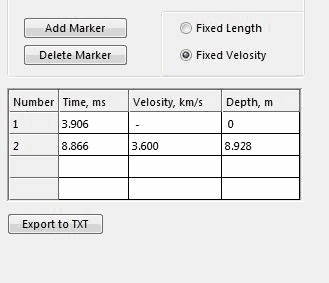 Add Marker Fixed Length
Delete Marker Fixed Velosity
Number Time, ms Velosity, km/s Depth, m
1 3.906 - 0
2 8.866 3.600 8.928
Export to TXT